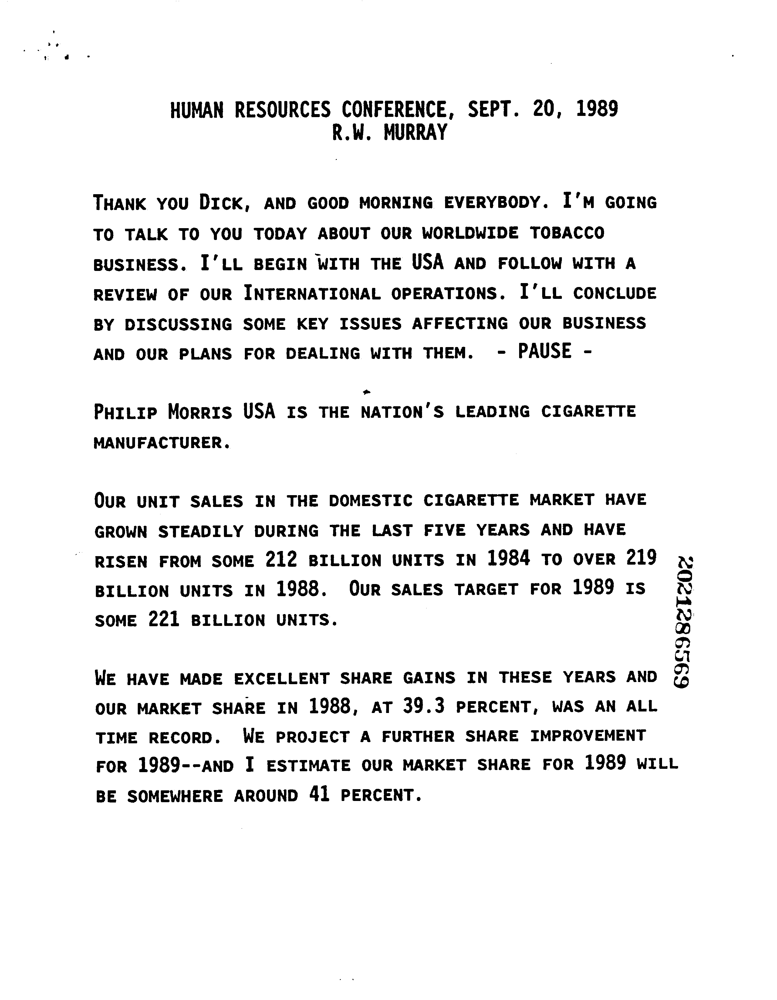 HUMAN RESOURCES CONFERENCE, SEPT. 20, 1989
R.W. MURRAY
THANK YOU DICK, AND GOOD MORNING EVERYBODY. I'M GOING
TO TALK TO YOU TODAY ABOUT OUR WORLDWIDE TOBACCO
BUSINESS. I'LL BEGIN WITH THE USA AND FOLLOW WITH A
REVIEW OF OUR INTERNATIONAL OPERATIONS. I'LL CONCLUDE
BY DISCUSSING SOME KEY ISSUES AFFECTING OUR BUSINESS
AND OUR PLANS FOR DEALING WITH THEM. - PAUSE -
PHILIP MORRIS USA IS THE NATION'S LEADING CIGARETTE
MANUFACTURER.
OUR UNIT SALES IN THE DOMESTIC CIGARETTE MARKET HAVE
GROWN STEADILY DURING THE LAST FIVE YEARS AND HAVE
RISEN FROM SOME 212 BILLION UNITS IN 1984 TO OVER 219
BILLION UNITS IN 1988. OUR SALES TARGET FOR 1989 IS
SOME 221 BILLION UNITS.
WE HAVE MADE EXCELLENT SHARE GAINS IN THESE YEARS AND
OUR MARKET SHARE IN 1988, AT 39.3 PERCENT, WAS AN ALL
TIME RECORD. WE PROJECT A FURTHER SHARE IMPROVEMENT
FOR 1989--AND I ESTIMATE OUR MARKET SHARE FOR 1989 WILL
BE SOMEWHERE AROUND 41 PERCENT.
2021286569